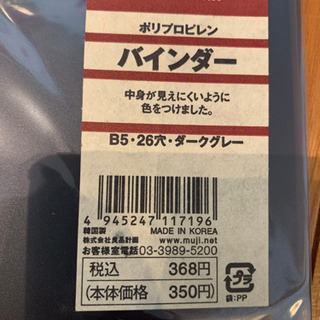 ポリプロピレン
バインダー
中身が見えにくいように
色をつけました。
B5・26穴・ダークグレー
4 945247 117196
韓国製 MADE IN KOREA
株式会社良品計画 www.muji.net
お客様室電話03-3989-5200
税込 368円
(本体価格 350円)
プラ
袋:PP